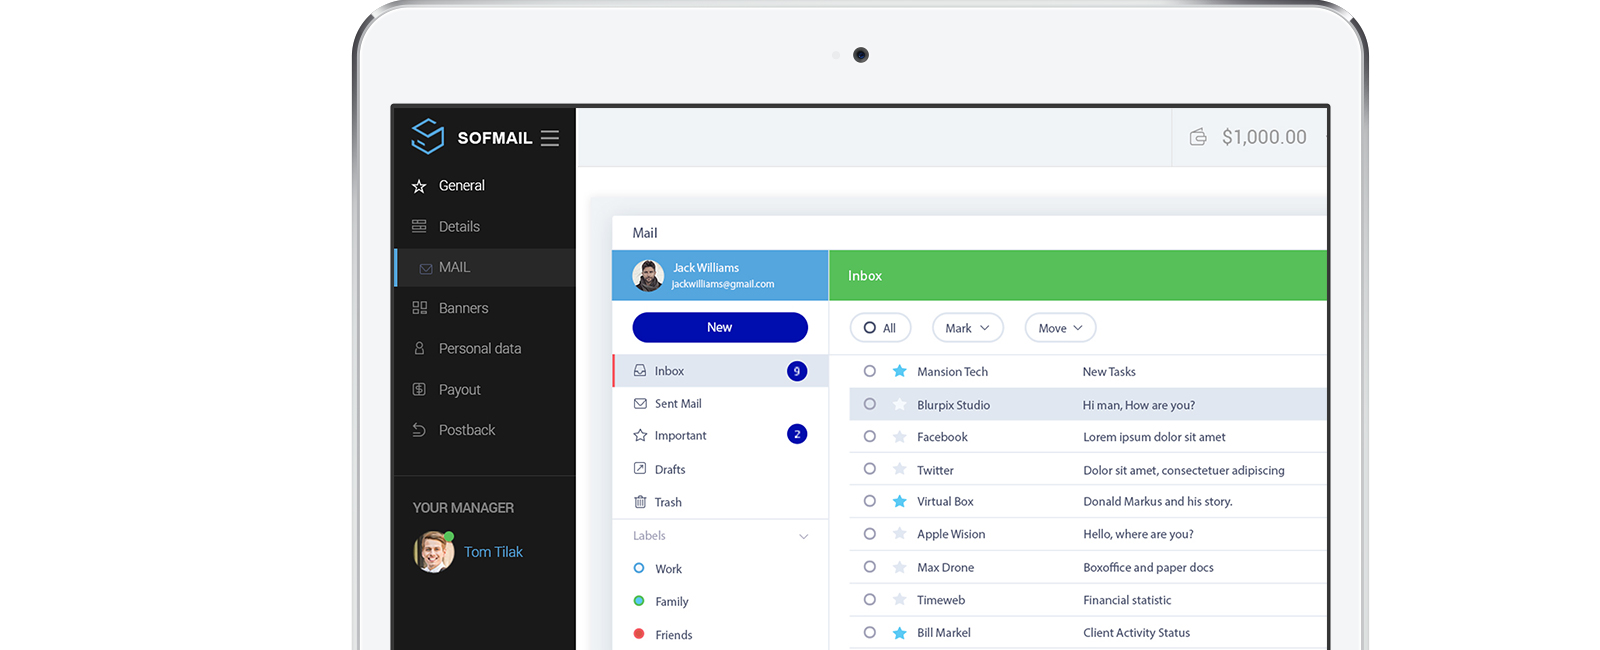 SOFMAIL
$1,000.00
General
Details
MAIL
Banners
Personal data
Payout
Postback
YOUR MANAGER
Tom Tilak
Mail
Jack Williams
jackwilliams@gmail.com
New
Inbox 9
Sent Mail
Important 2
Drafts
Trash
Labels
Work
Family
Friends
Inbox
All Mark Move
Mansion Tech New Tasks
Blurpix Studio Hi man, How are you?
Facebook Lorem ipsum dolor sit amet
Twitter Dolor sit amet, consectetuer adipiscing
Virtual Box Donald Markus and his story.
Apple Wision Hello, where are you?
Max Drone Boxoffice and paper docs
Timeweb Financial statistic
Bill Markel Client Activity Status